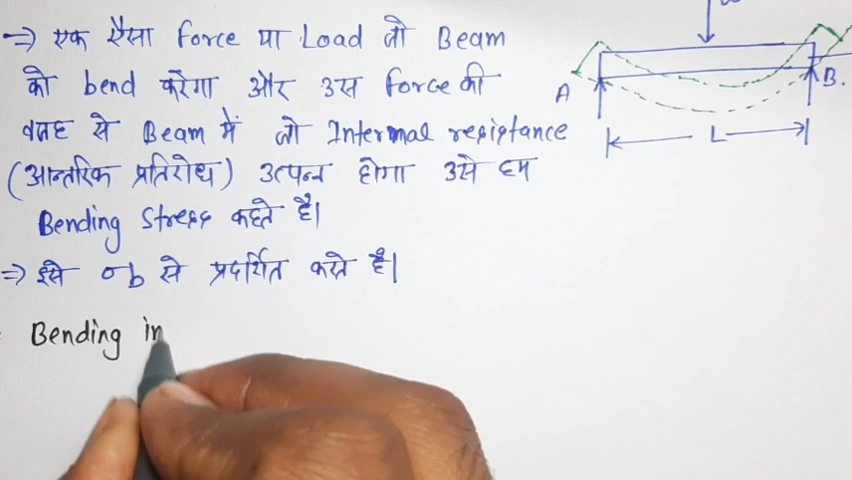 ⇒ एक ऐसा force या Load जो Beam
को bend करेगा और उस force की
वजह से Beam में जो Internal resistance
(आन्तरिक प्रतिरोध) उत्पन्न होगा उसे हम
Bending Stress कहते है।
⇒ इसे σb से प्रदर्शित करते है।
Bending in
A
B.
L